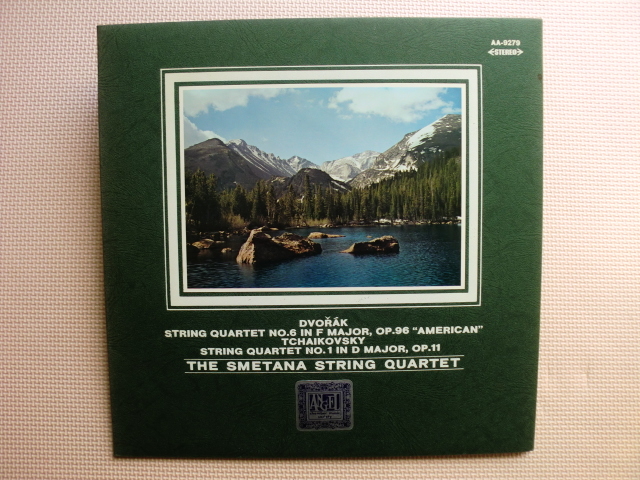 AA-9279
STEREO
DVOŘÁK
STRING QUARTET NO.6 IN F MAJOR, OP.96 "AMERICAN"
TCHAIKOVSKY
STRING QUARTET NO.1 IN D MAJOR, OP.11
THE SMETANA STRING QUARTET
ANGEL